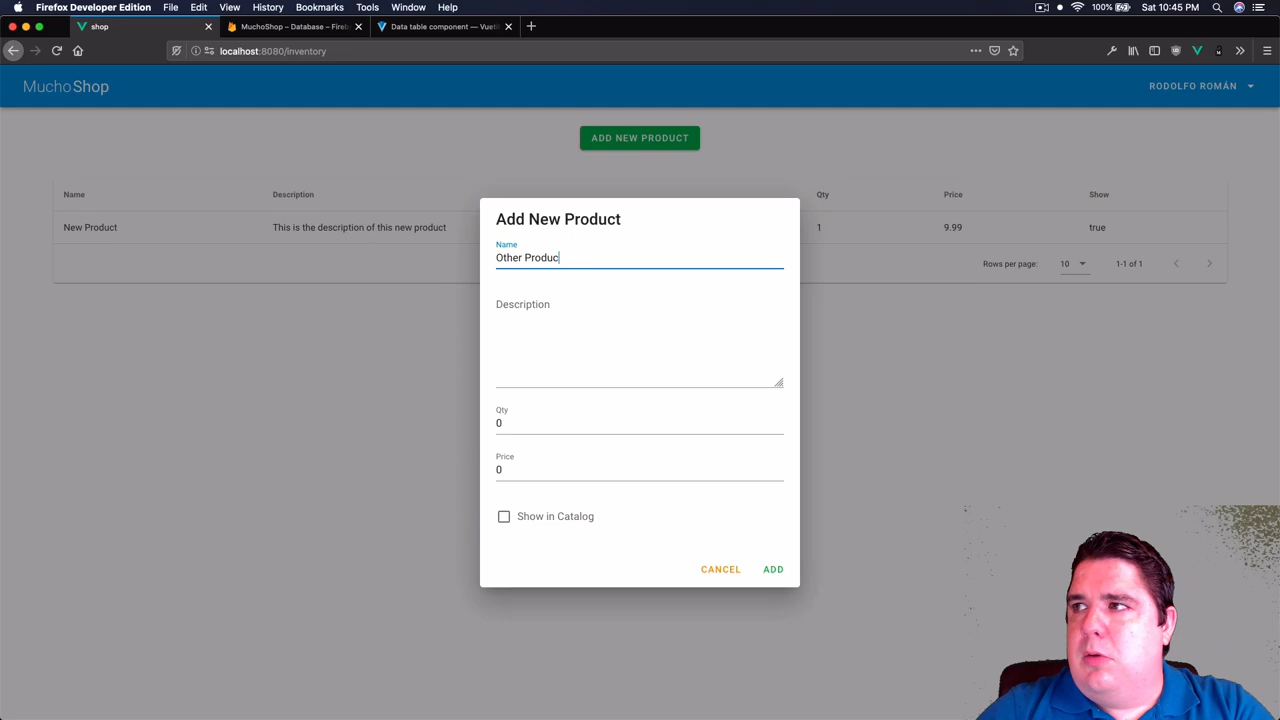 Firefox Developer Edition File Edit View History Bookmarks Tools Window Help 100% Sat 10:45 PM
shop MuchoShop – Database – Fireb Data table component — Vueti
localhost:8080/inventory
MuchoShop RODOLFO ROMÁN
ADD NEW PRODUCT
Name Description Qty Price Show
New Product This is the description of this new product 1 9.99 true
Rows per page: 10 1-1 of 1
Add New Product
Name
Other Produc
Description
Qty
0
Price
0
Show in Catalog
CANCEL ADD